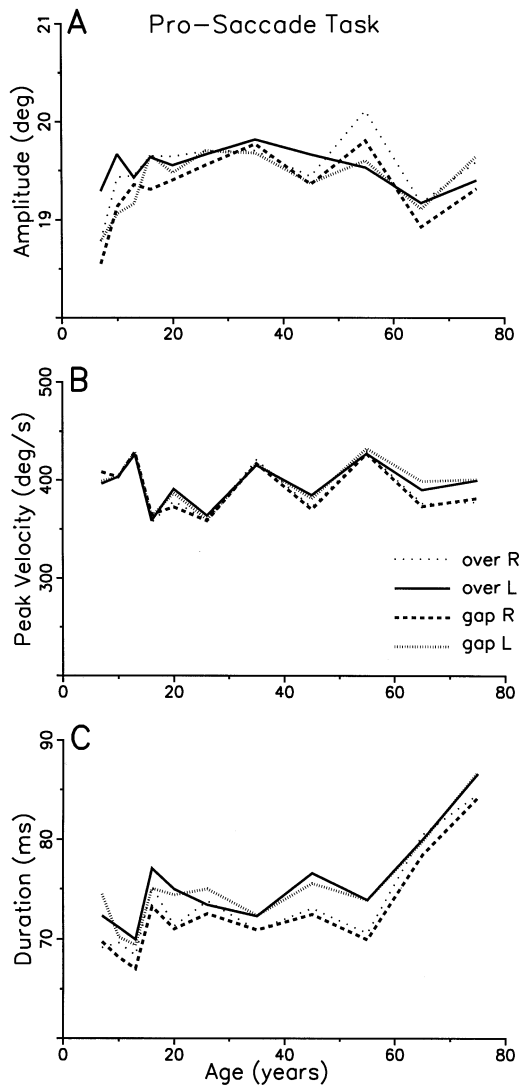 A Pro-Saccade Task
21
20
19
Amplitude (deg)
0 20 40 60 80
B
500
400
300
Peak Velocity (deg/s)
over R
over L
gap R
gap L
0 20 40 60 80
C
90
80
70
60
Duration (ms)
0 20 40 60 80
Age (years)